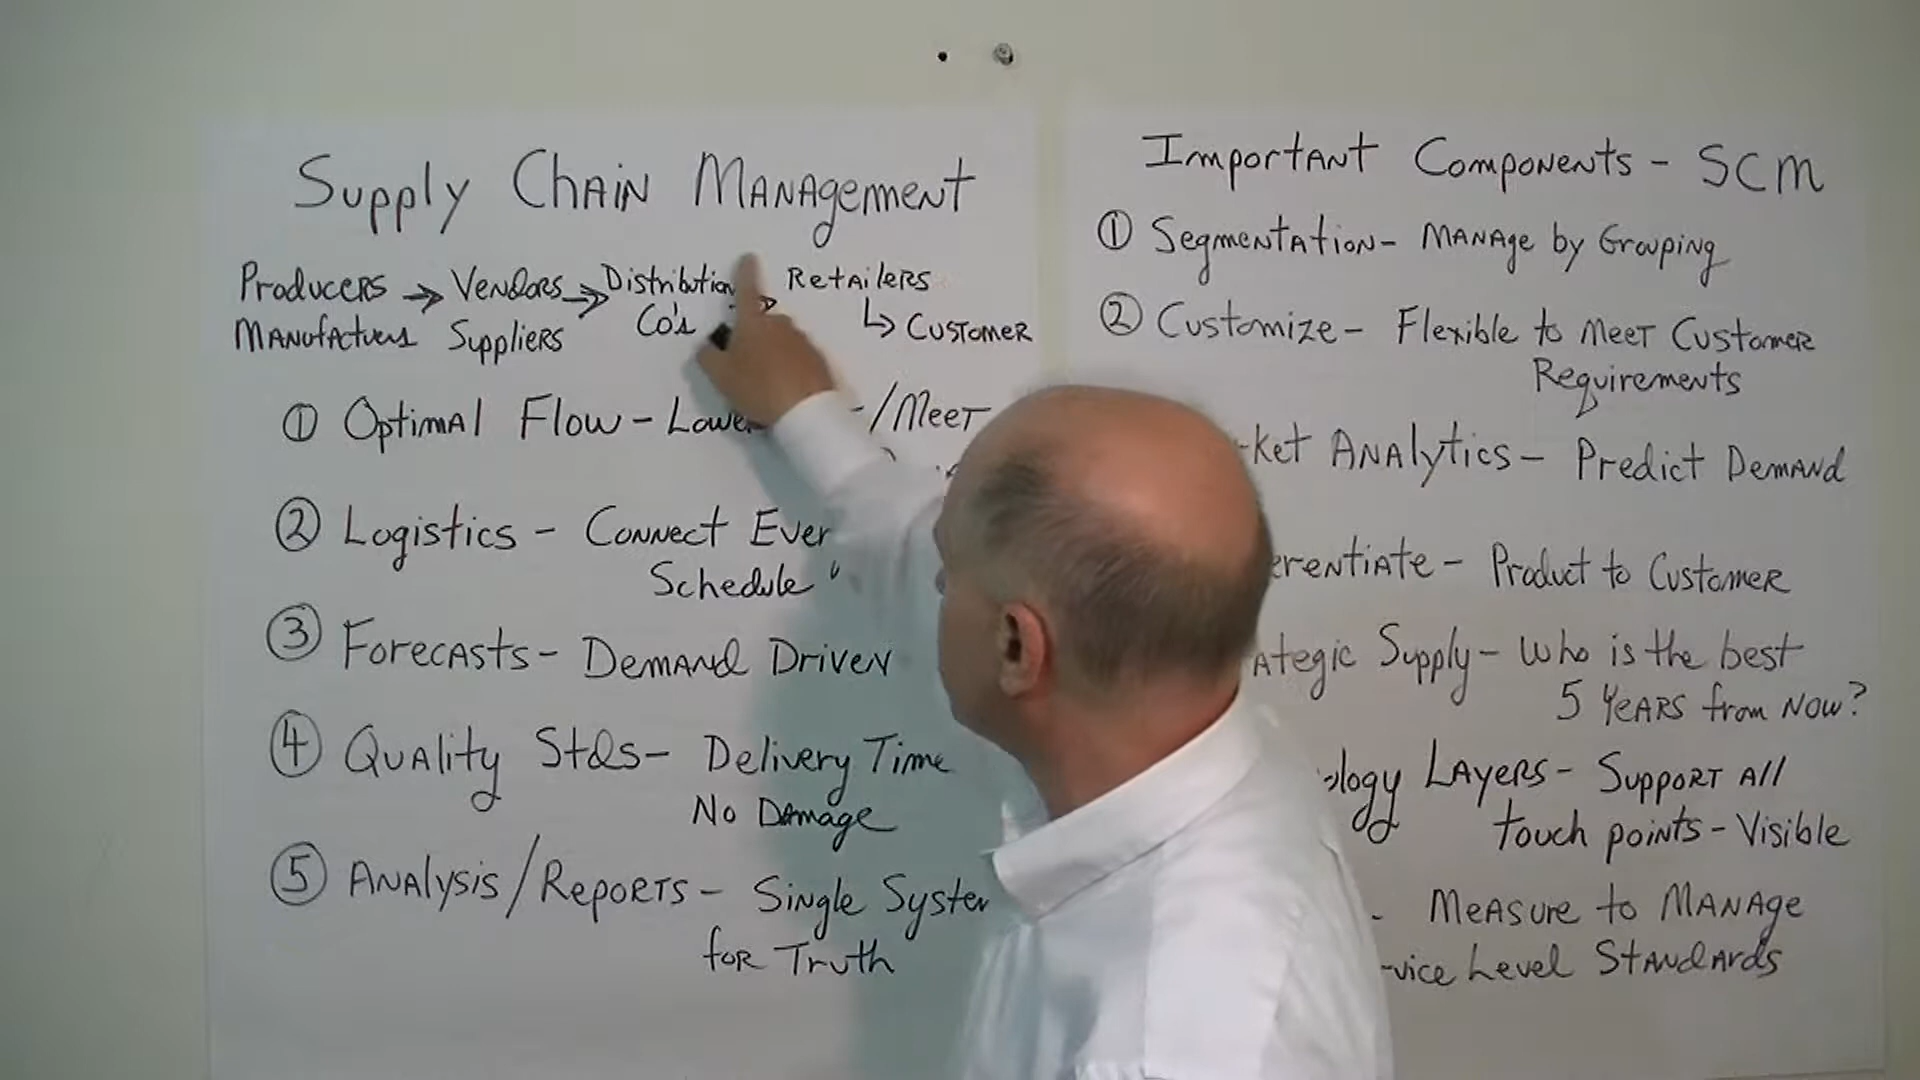 Supply Chain Management
Producers → Vendors → Distribution → Retailers
Manufacturers Suppliers Co's ↳ Customer
① Optimal Flow - Lower /Meet
② Logistics - Connect
Schedule
③ Forecasts - Demand Driven
④ Quality Stds - Delivery Time
No Damage
⑤ Analysis/Reports - Single System
for Truth
Important Components - SCM
① Segmentation - Manage by Grouping
② Customize - Flexible to Meet Customer
Requirements
Analytics - Predict Demand
- Product to Customer
Supply - Who is the best
5 Years from Now?
Layers - Support All
touch points - Visible
- Measure to Manage
Level Standards